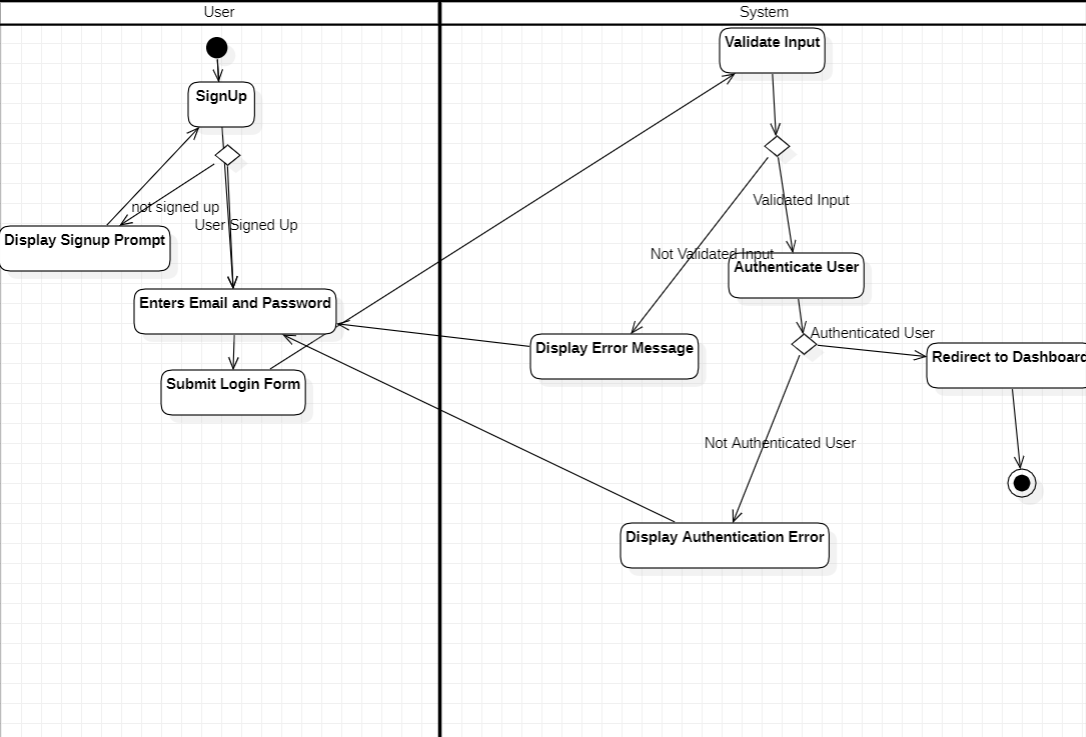 User
System
Validate Input
SignUp
not signed up
User Signed Up
Display Signup Prompt
Validated Input
Not Validated Input
Authenticate User
Enters Email and Password
Authenticated User
Display Error Message
Redirect to Dashboard
Submit Login Form
Not Authenticated User
Display Authentication Error